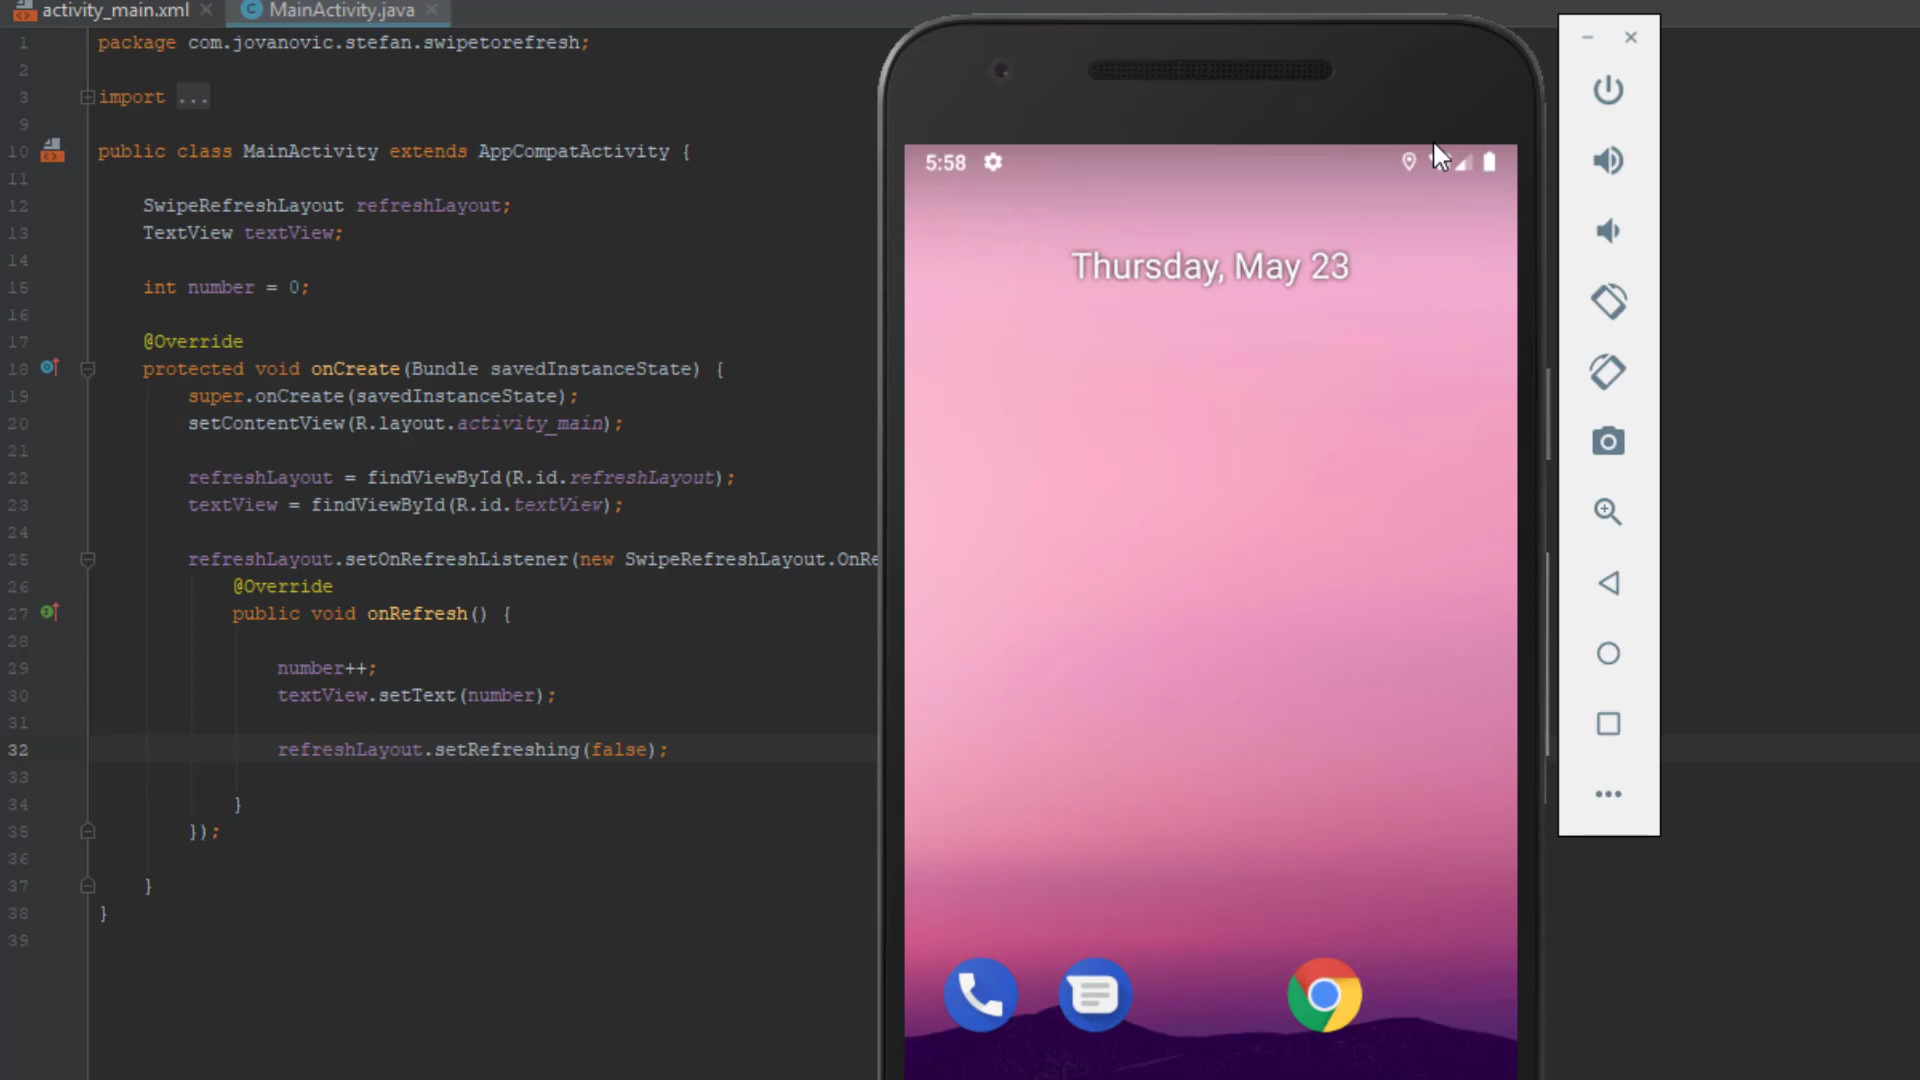 activity_main.xml
MainActivity.java
1 package com.jovanovic.stefan.swipetorefresh;
2
3 import ...
9
10 public class MainActivity extends AppCompatActivity {
11
12 SwipeRefreshLayout refreshLayout;
13 TextView textView;
14
15 int number = 0;
16
17 @Override
18 protected void onCreate(Bundle savedInstanceState) {
19 super.onCreate(savedInstanceState);
20 setContentView(R.layout.activity_main);
21
22 refreshLayout = findViewById(R.id.refreshLayout);
23 textView = findViewById(R.id.textView);
24
25 refreshLayout.setOnRefreshListener(new SwipeRefreshLayout.OnRe
26 @Override
27 public void onRefresh() {
28
29 number++;
30 textView.setText(number);
31
32 refreshLayout.setRefreshing(false);
33
34 }
35 });
36
37 }
38 }
39
5:58
Thursday, May 23